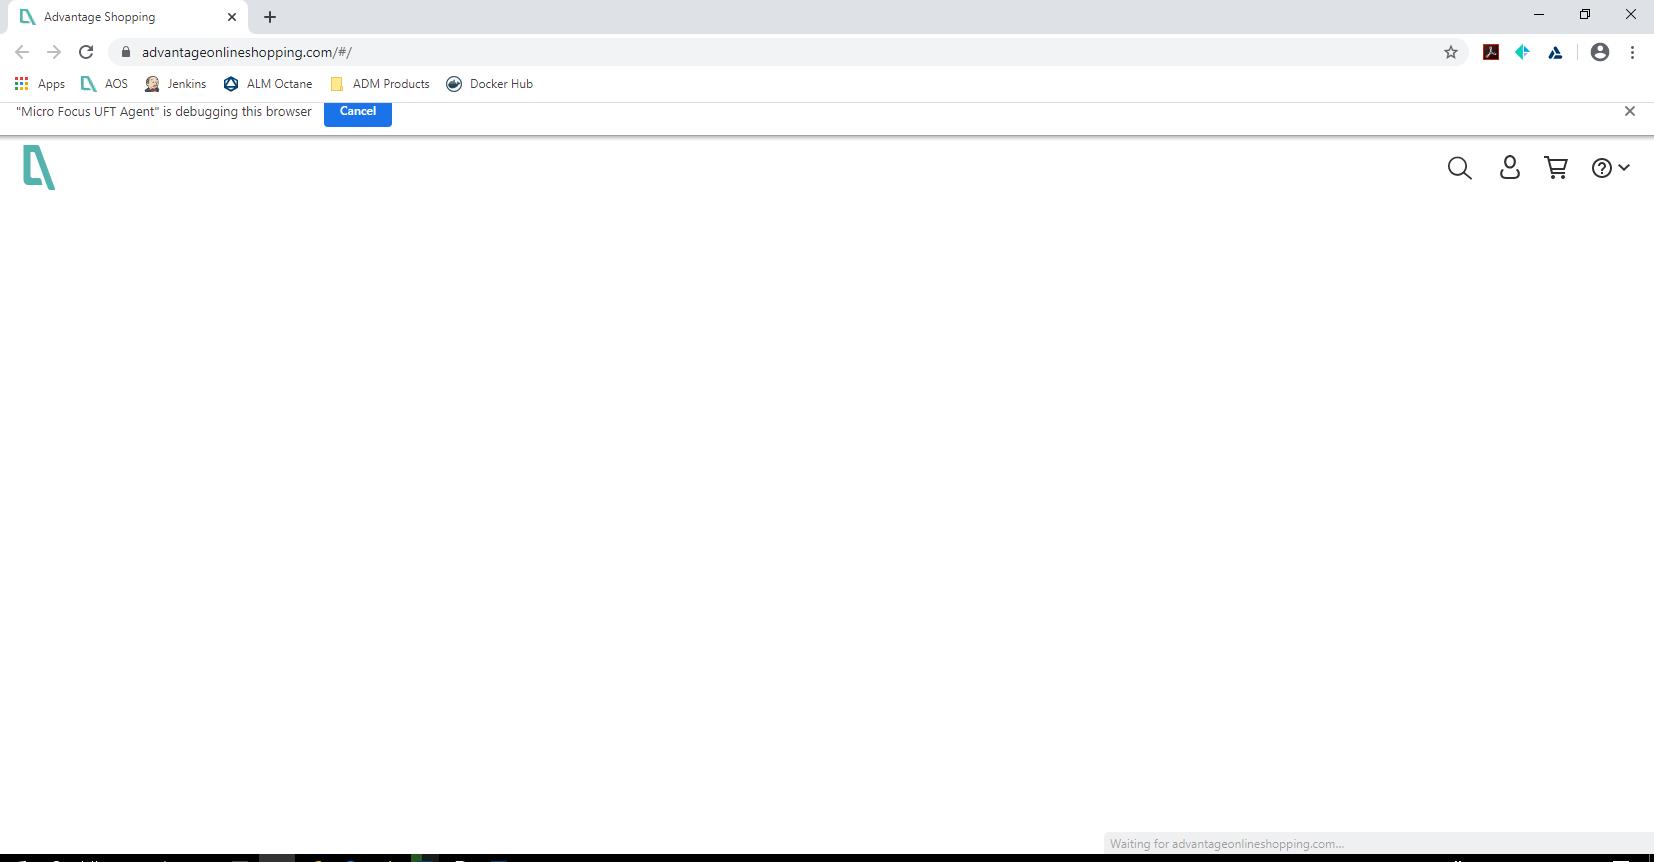 Advantage Shopping
advantageonlineshopping.com/#/
Apps AOS Jenkins ALM Octane ADM Products Docker Hub
"Micro Focus UFT Agent" is debugging this browser Cancel
Waiting for advantageonlineshopping.com...